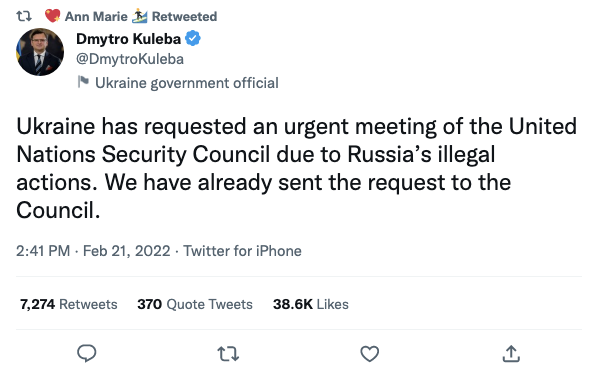 Ann Marie Retweeted
Dmytro Kuleba
@DmytroKuleba
Ukraine government official
Ukraine has requested an urgent meeting of the United
Nations Security Council due to Russia’s illegal
actions. We have already sent the request to the
Council.
2:41 PM · Feb 21, 2022 · Twitter for iPhone
7,274 Retweets 370 Quote Tweets 38.6K Likes